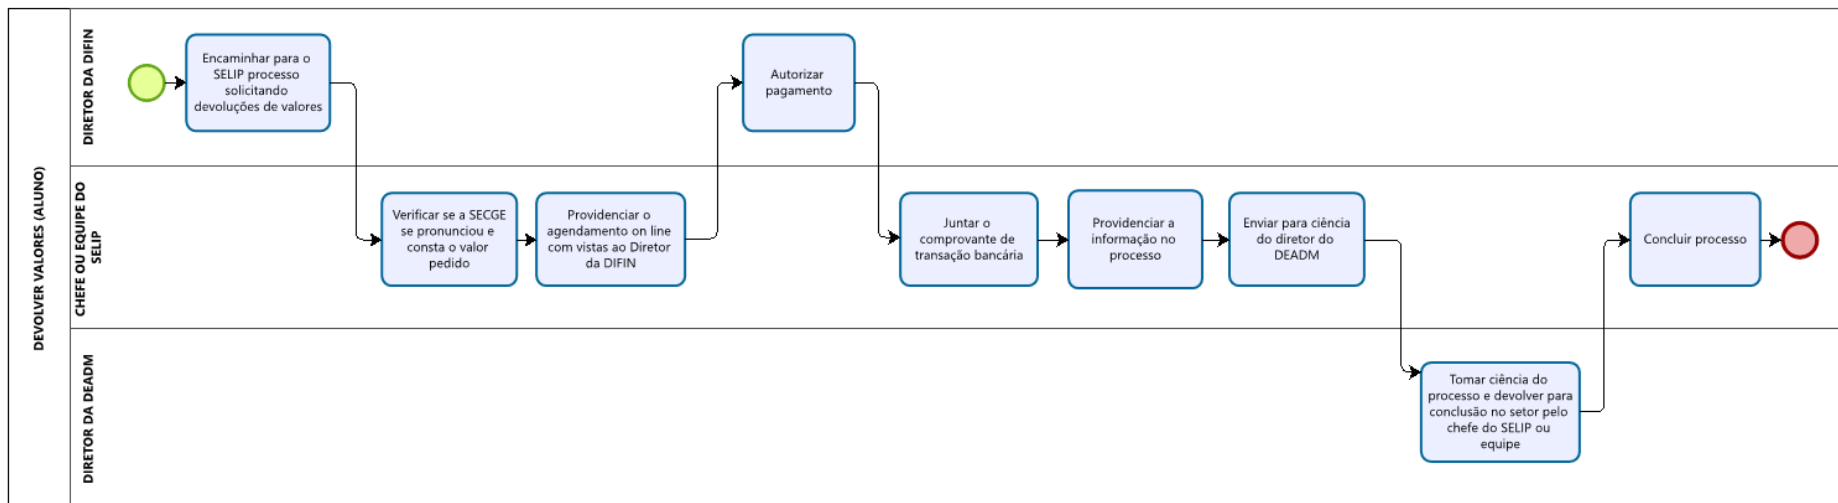 DEVOLVER VALORES (ALUNO)
DIRETOR DA DIFIN
Encaminhar para o
SELIP processo
solicitando
devoluções de valores
Autorizar
pagamento
CHEFE OU EQUIPE DO
SELIP
Verificar se a SECGE
se pronunciou e
consta o valor
pedido
Providenciar o
agendamento on line
com vistas ao Diretor
da DIFIN
Juntar o
comprovante de
transação bancária
Providenciar a
informação no
processo
Enviar para ciência
do diretor do
DEADM
Concluir processo
DIRETOR DA DEADM
Tomar ciência do
processo e devolver para
conclusão no setor pelo
chefe do SELIP ou
equipe